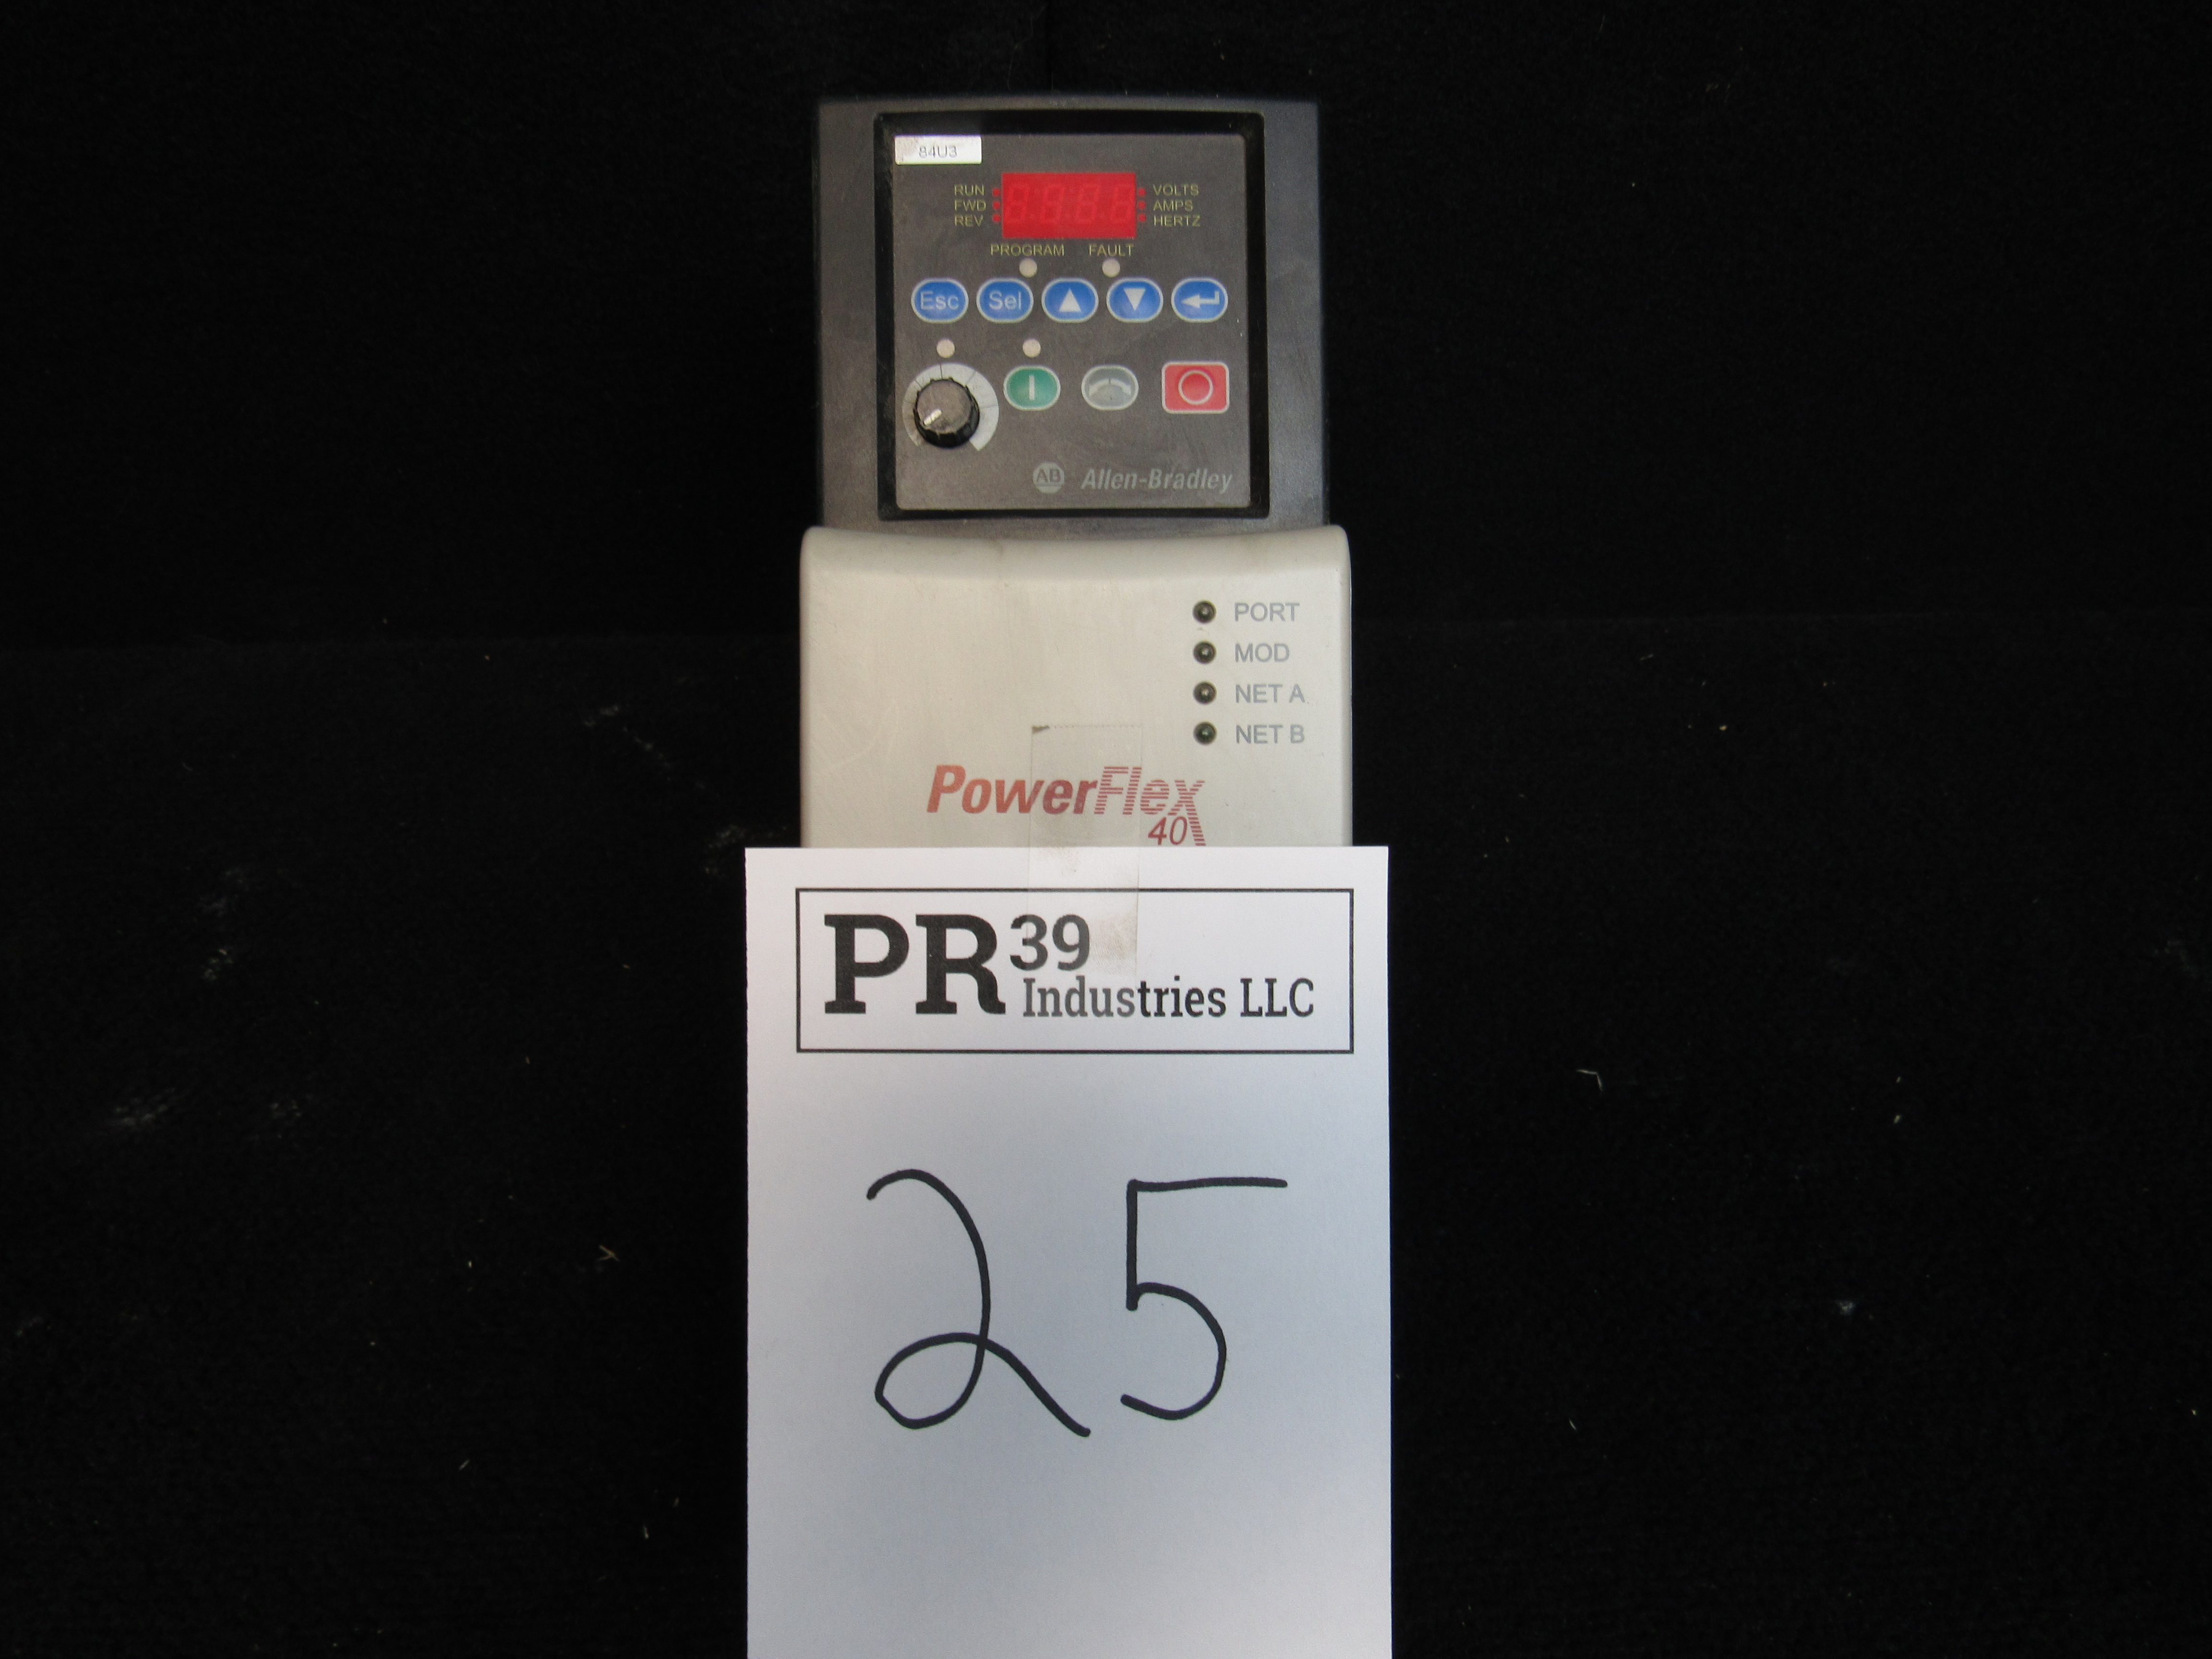 84U3
RUN
FWD
REV
VOLTS
AMPS
HERTZ
PROGRAM FAULT
Esc Sel
AB Allen-Bradley
PORT
MOD
NET A
NET B
PowerFlex
40
PR 39
Industries LLC
25